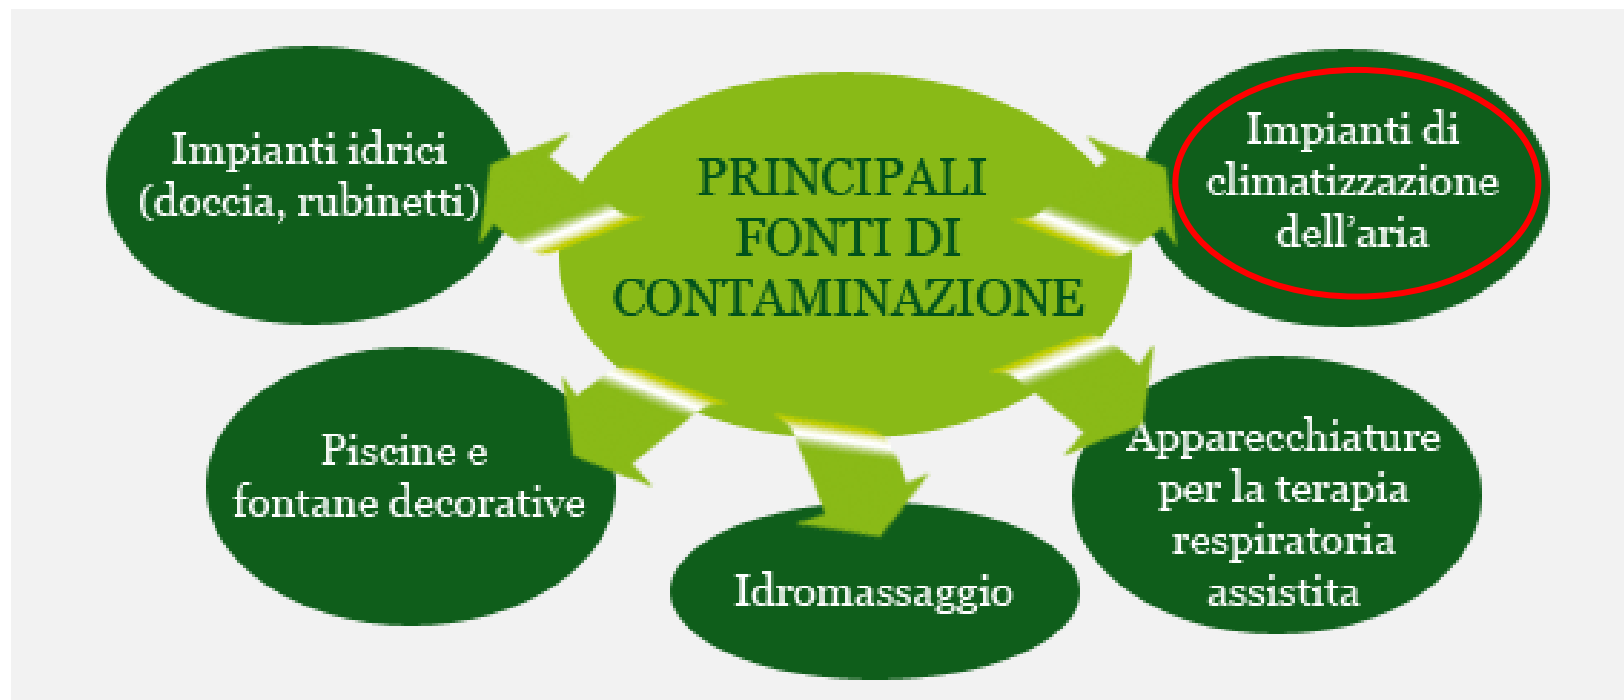 PRINCIPALI
FONTI DI
CONTAMINAZIONE
Impianti idrici
(doccia, rubinetti)
Impianti di
climatizzazione
dell’aria
Piscine e
fontane decorative
Idromassaggio
Apparecchiature
per la terapia
respiratoria
assistita